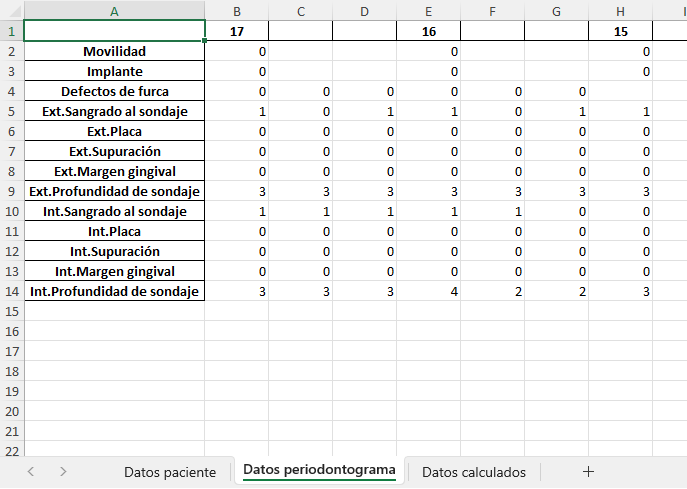 A B C D E F G H I
1 17 16 15
2 Movilidad 0 0 0
3 Implante 0 0 0
4 Defectos de furca 0 0 0 0 0 0
5 Ext.Sangrado al sondaje 1 0 1 1 0 1 1
6 Ext.Placa 0 0 0 0 0 0 0
7 Ext.Supuración 0 0 0 0 0 0 0
8 Ext.Margen gingival 0 0 0 0 0 0 0
9 Ext.Profundidad de sondaje 3 3 3 3 3 3 3
10 Int.Sangrado al sondaje 1 1 1 1 1 0 0
11 Int.Placa 0 0 0 0 0 0 0
12 Int.Supuración 0 0 0 0 0 0 0
13 Int.Margen gingival 0 0 0 0 0 0 0
14 Int.Profundidad de sondaje 3 3 3 4 2 2 3
15
16
17
18
19
20
21
22
Datos paciente Datos periodontograma Datos calculados